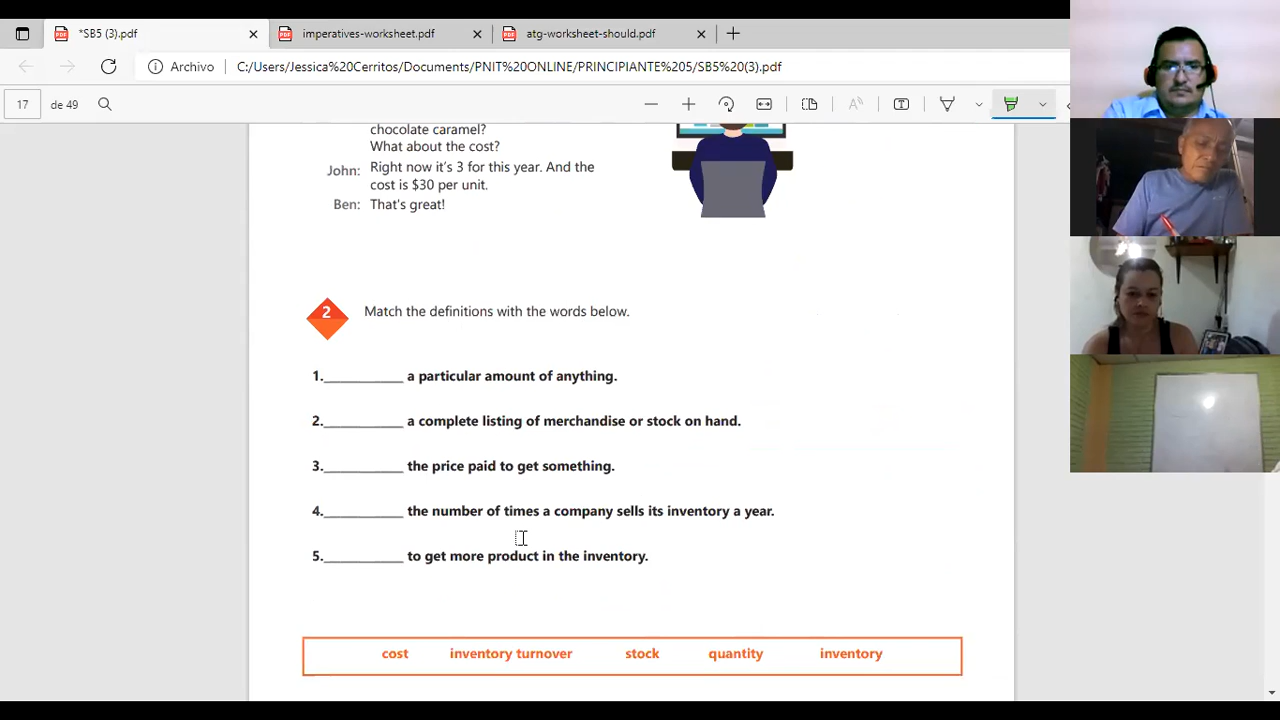 *SB5 (3).pdf
imperatives-worksheet.pdf
atg-worksheet-should.pdf
Archivo
C:/Users/Jessica%20Cerritos/Documents/PNIT%20ONLINE/PRINCIPIANTE%205/SB5%20(3).pdf
17 de 49
chocolate caramel?
What about the cost?
John: Right now it's 3 for this year. And the
cost is $30 per unit.
Ben: That's great!
2 Match the definitions with the words below.
1.__________ a particular amount of anything.
2.__________ a complete listing of merchandise or stock on hand.
3.__________ the price paid to get something.
4.__________ the number of times a company sells its inventory a year.
5.__________ to get more product in the inventory.
cost inventory turnover stock quantity inventory